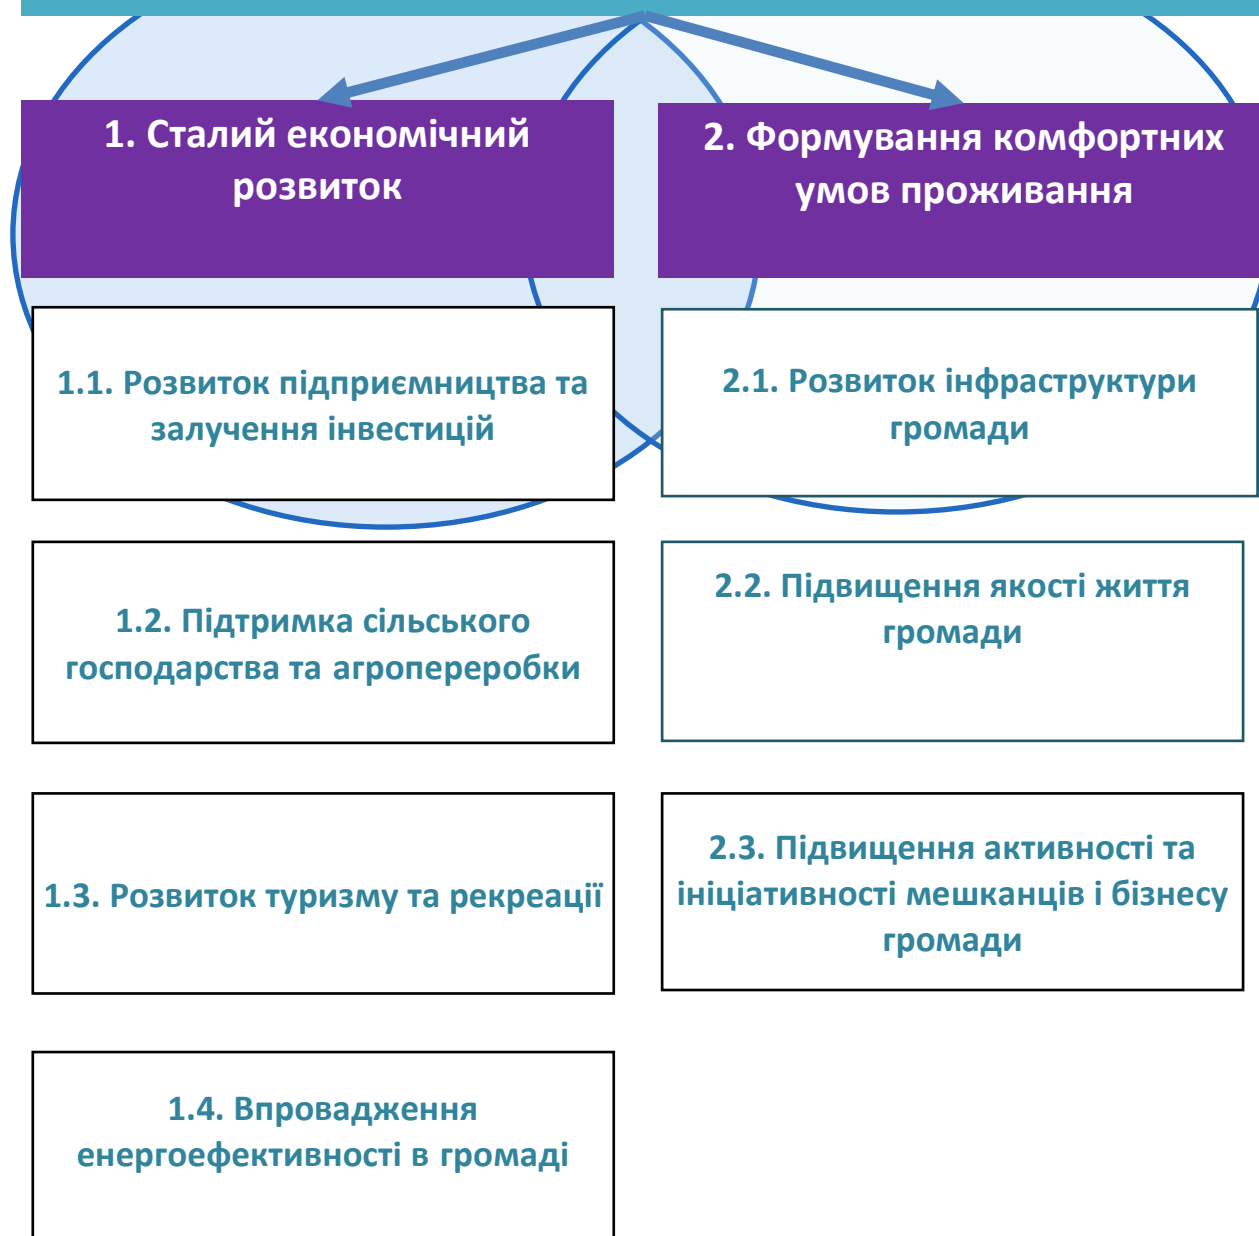 1. Сталий економічний
розвиток
2. Формування комфортних
умов проживання
1.1. Розвиток підприємництва та
залучення інвестицій
2.1. Розвиток інфраструктури
громади
1.2. Підтримка сільського
господарства та агропереробки
2.2. Підвищення якості життя
громади
1.3. Розвиток туризму та рекреації
2.3. Підвищення активності та
ініціативності мешканців і бізнесу
громади
1.4. Впровадження
енергоефективності в громаді